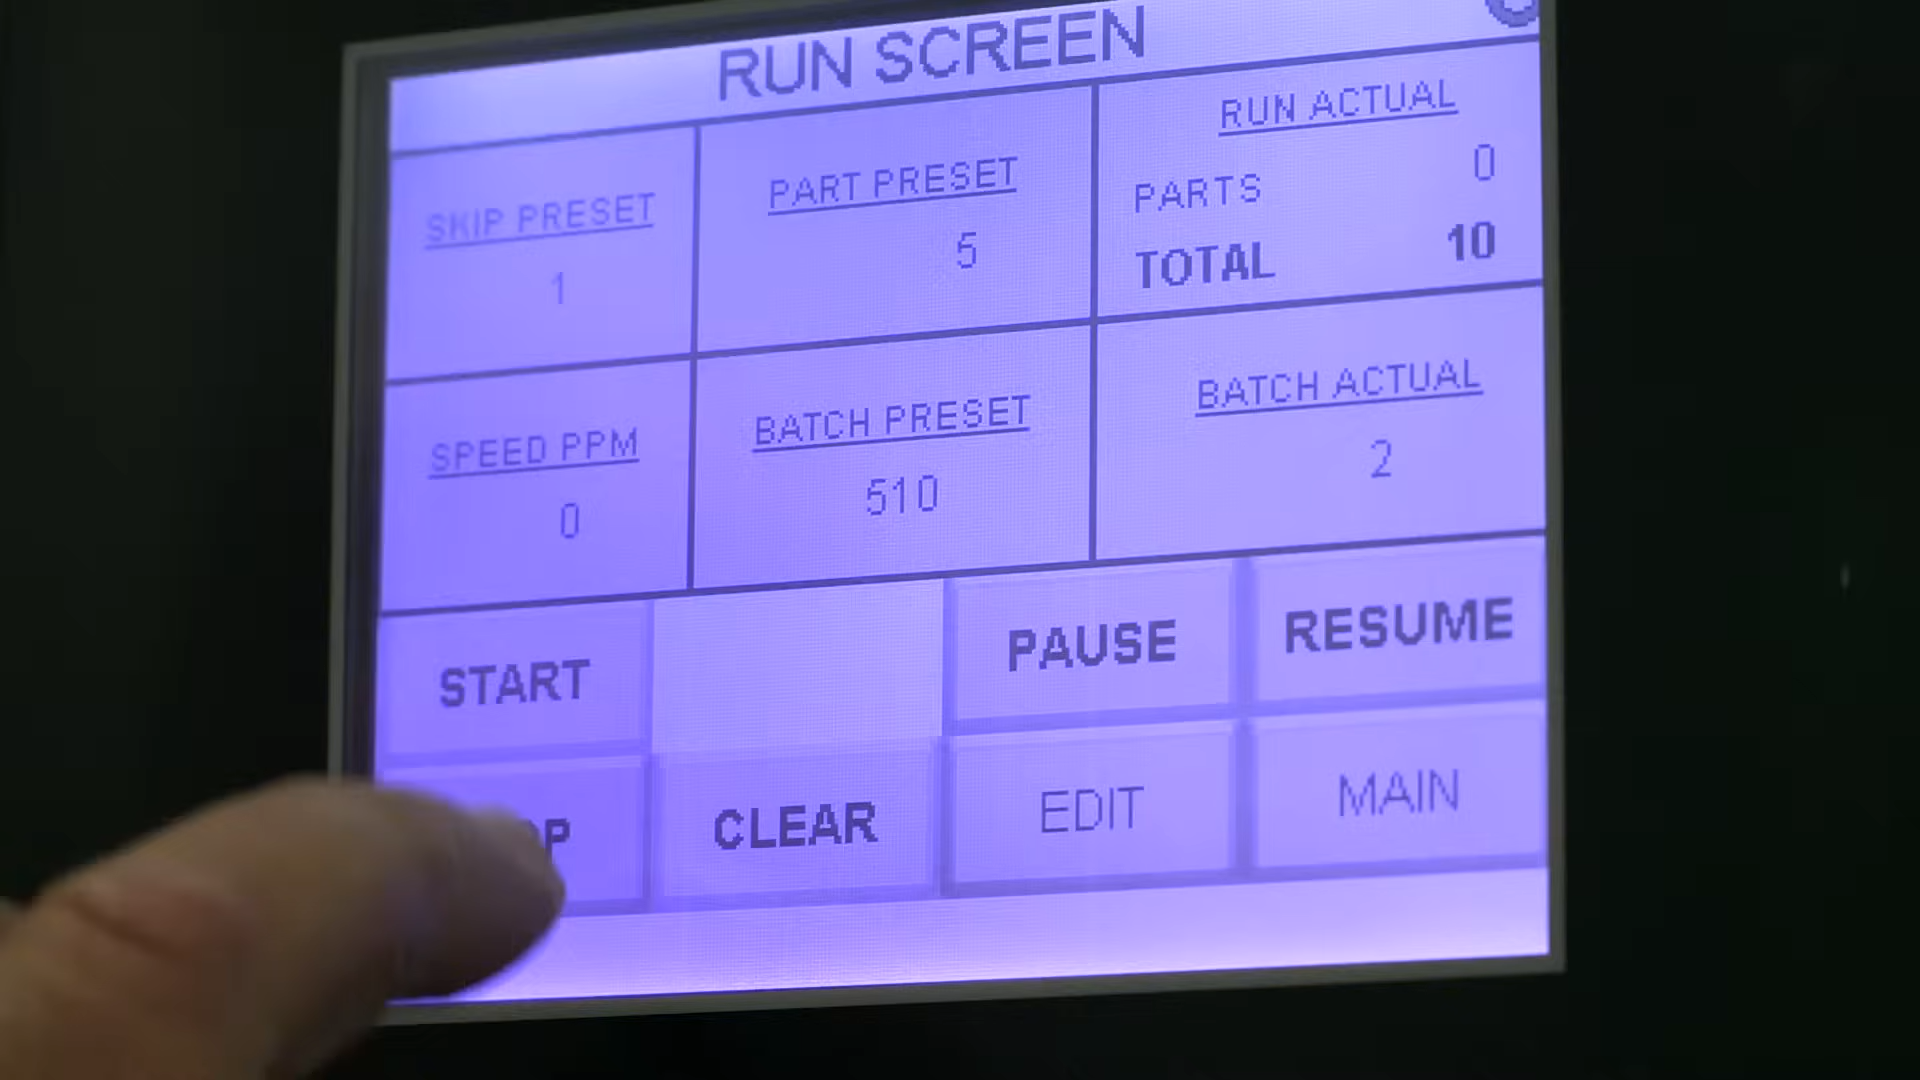 RUN SCREEN
SKIP PRESET
1
PART PRESET
5
RUN ACTUAL
PARTS 0
TOTAL 10
SPEED PPM
0
BATCH PRESET
510
BATCH ACTUAL
2
START
PAUSE
RESUME
CLEAR
EDIT
MAIN